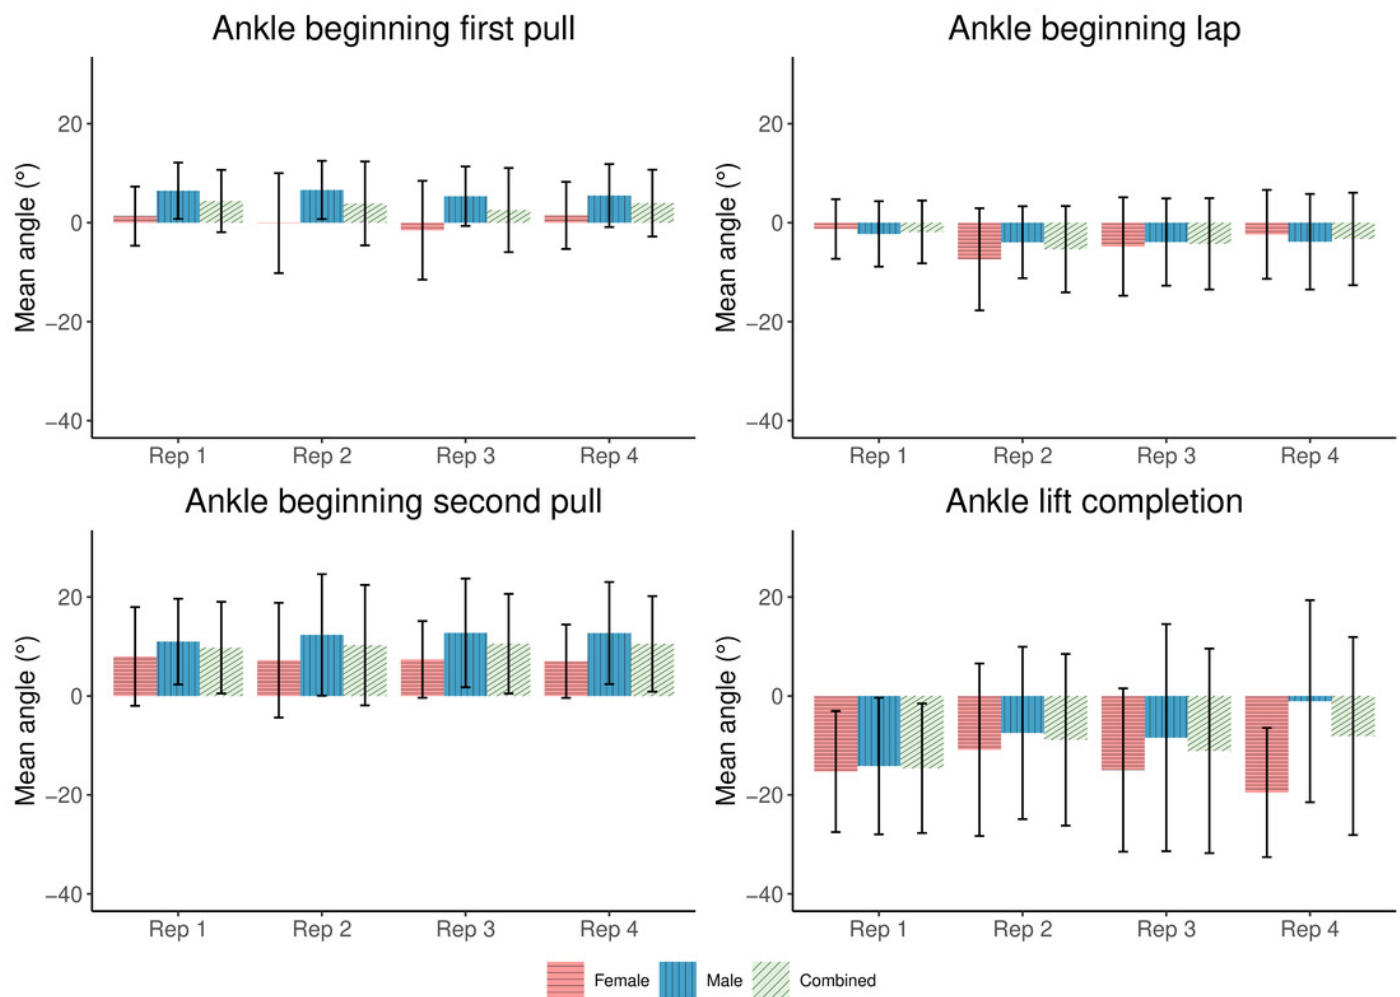 Ankle beginning first pull
Mean angle (°)
20
0
−20
−40
Rep 1 Rep 2 Rep 3 Rep 4
Ankle beginning lap
Mean angle (°)
20
0
−20
−40
Rep 1 Rep 2 Rep 3 Rep 4
Ankle beginning second pull
Mean angle (°)
20
0
−20
−40
Rep 1 Rep 2 Rep 3 Rep 4
Ankle lift completion
Mean angle (°)
20
0
−20
−40
Rep 1 Rep 2 Rep 3 Rep 4
Female Male Combined